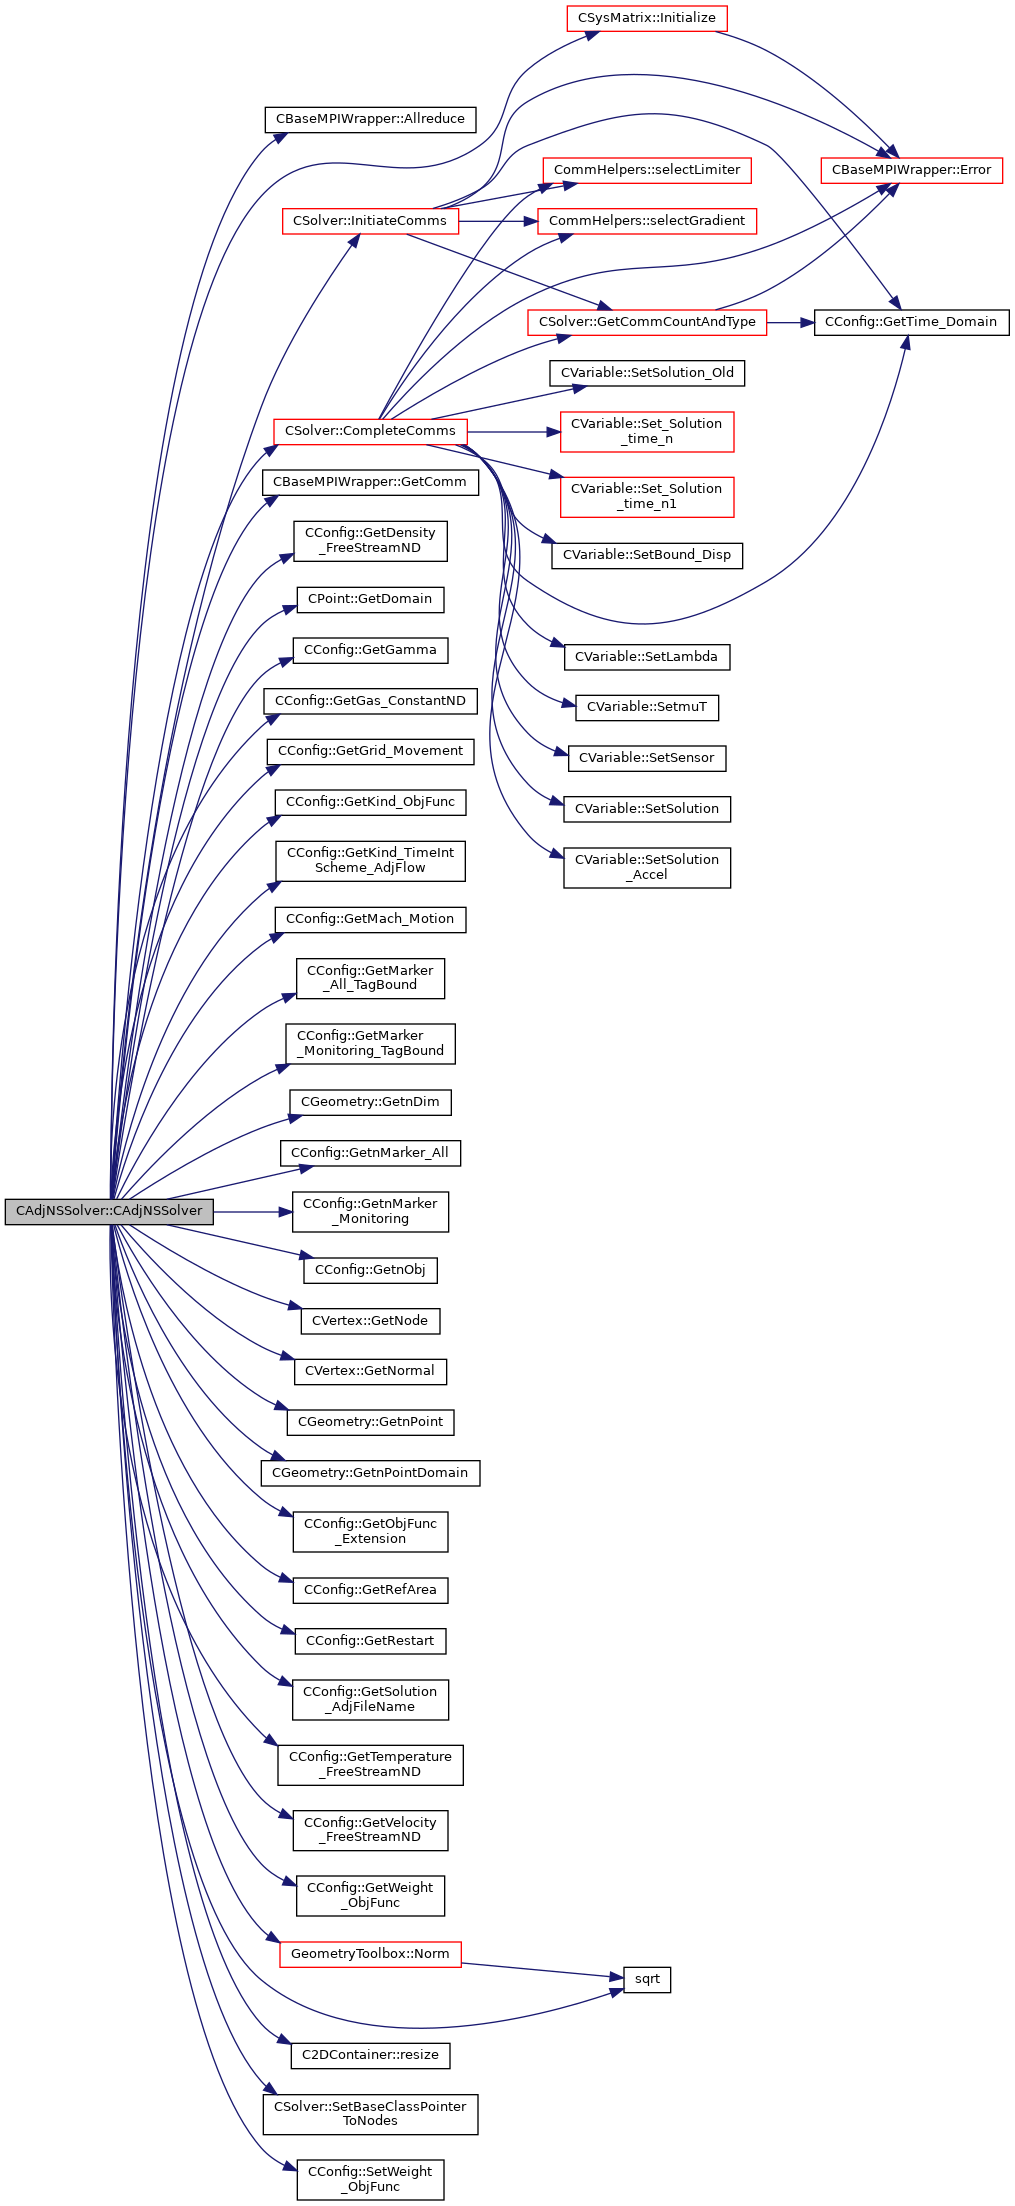 CSysMatrix::Initialize
CBaseMPIWrapper::Allreduce
CommHelpers::selectLimiter
CBaseMPIWrapper::Error
CSolver::InitiateComms
CommHelpers::selectGradient
CSolver::GetCommCountAndType
CConfig::GetTime_Domain
CVariable::SetSolution_Old
CSolver::CompleteComms
CVariable::Set_Solution
_time_n
CBaseMPIWrapper::GetComm
CVariable::Set_Solution
_time_n1
CConfig::GetDensity
_FreeStreamND
CVariable::SetBound_Disp
CPoint::GetDomain
CConfig::GetGamma
CVariable::SetLambda
CConfig::GetGas_ConstantND
CVariable::SetmuT
CConfig::GetGrid_Movement
CVariable::SetSensor
CConfig::GetKind_ObjFunc
CVariable::SetSolution
CConfig::GetKind_TimeInt
Scheme_AdjFlow
CVariable::SetSolution
_Accel
CConfig::GetMach_Motion
CConfig::GetMarker
_All_TagBound
CConfig::GetMarker
_Monitoring_TagBound
CGeometry::GetnDim
CConfig::GetnMarker_All
CAdjNSSolver::CAdjNSSolver
CConfig::GetnMarker
_Monitoring
CConfig::GetnObj
CVertex::GetNode
CVertex::GetNormal
CGeometry::GetnPoint
CGeometry::GetnPointDomain
CConfig::GetObjFunc
_Extension
CConfig::GetRefArea
CConfig::GetRestart
CConfig::GetSolution
_AdjFileName
CConfig::GetTemperature
_FreeStreamND
CConfig::GetVelocity
_FreeStreamND
CConfig::GetWeight
_ObjFunc
GeometryToolbox::Norm
sqrt
C2DContainer::resize
CSolver::SetBaseClassPointer
ToNodes
CConfig::SetWeight
_ObjFunc